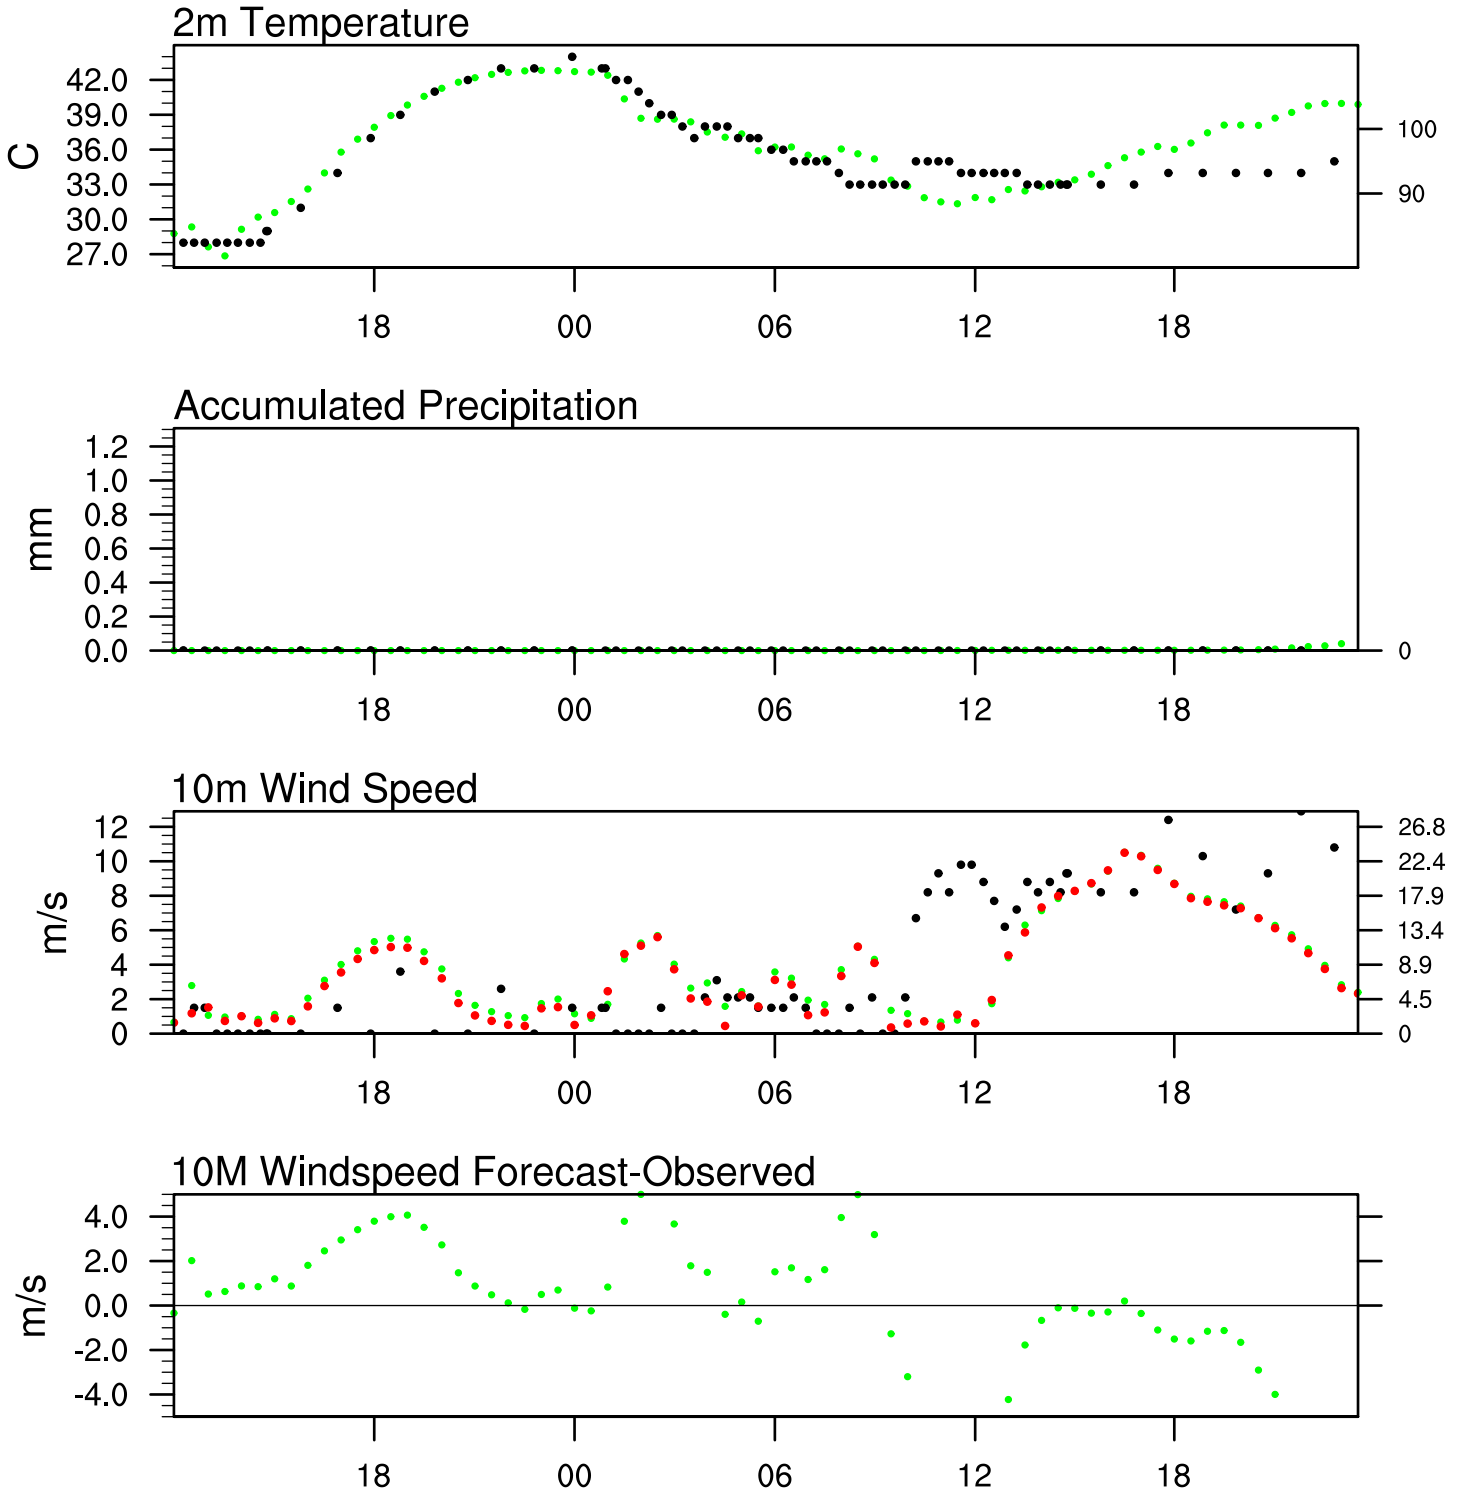 2m Temperature
C
42.0
39.0
36.0
33.0
30.0
27.0
100
90
18 00 06 12 18
Accumulated Precipitation
mm
1.2
1.0
0.8
0.6
0.4
0.2
0.0
0
18 00 06 12 18
10m Wind Speed
m/s
12
10
8
6
4
2
0
26.8
22.4
17.9
13.4
8.9
4.5
0
18 00 06 12 18
10M Windspeed Forecast-Observed
m/s
4.0
2.0
0.0
-2.0
-4.0
18 00 06 12 18